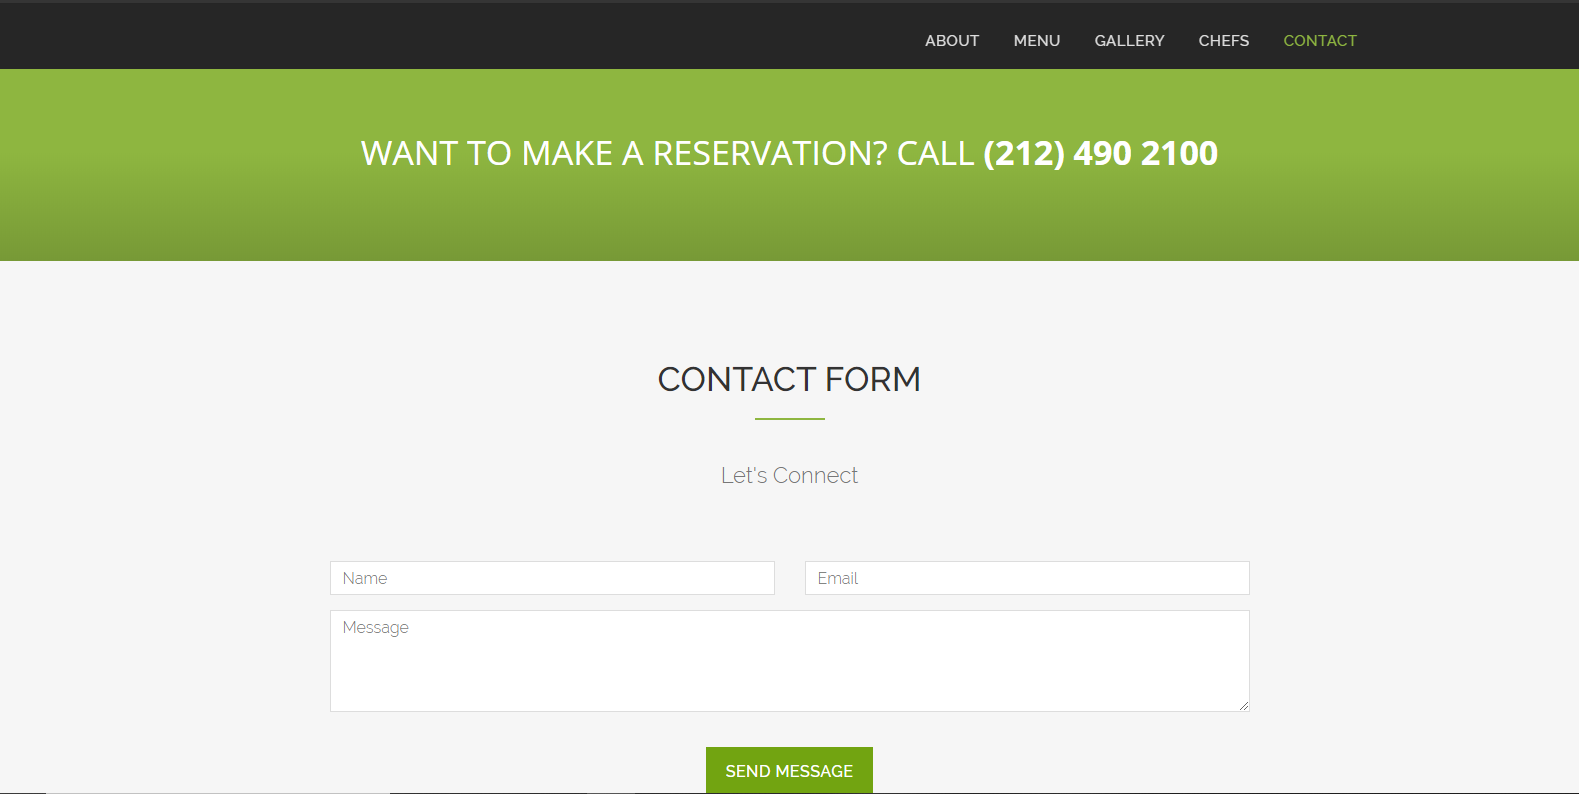 ABOUT MENU GALLERY CHEFS CONTACT
WANT TO MAKE A RESERVATION? CALL (212) 490 2100
CONTACT FORM
Let's Connect
Name Email
Message
SEND MESSAGE